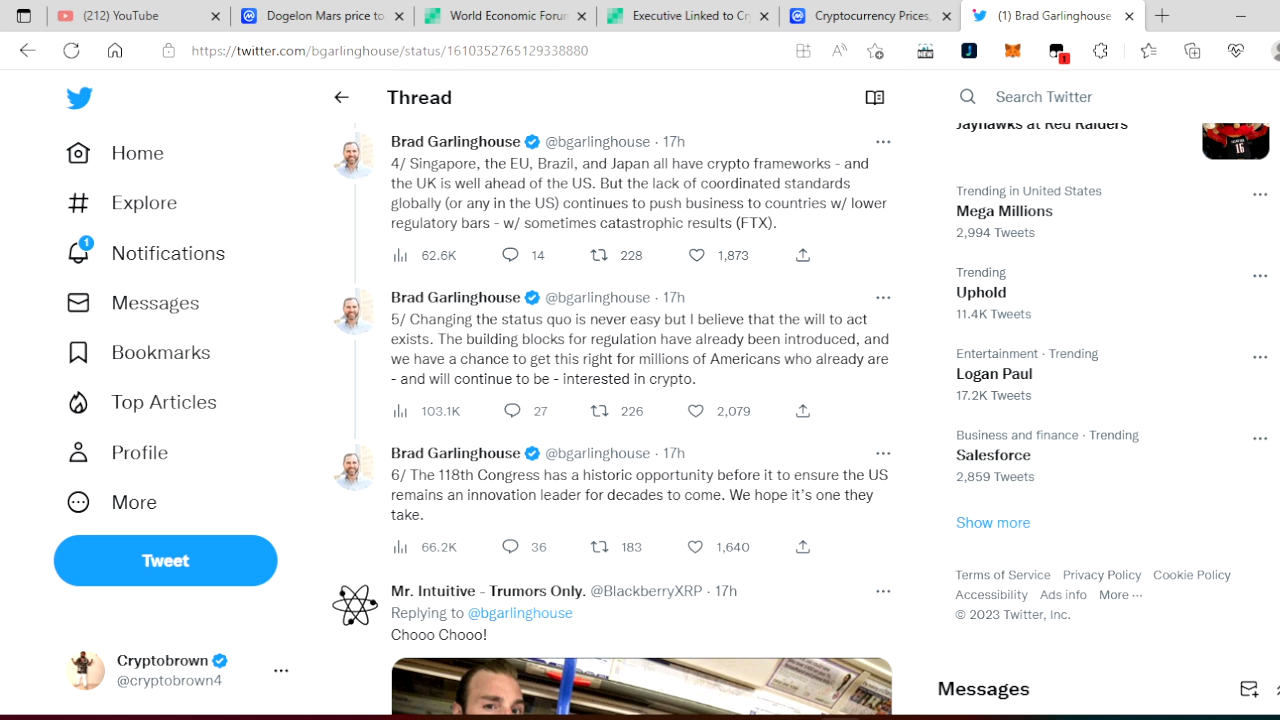 (212) YouTube
Dogelon Mars price to
World Economic Forum
Executive Linked to Cr
Cryptocurrency Prices,
(1) Brad Garlinghouse
https://twitter.com/bgarlinghouse/status/1610352765129338880
NEW
J
1
Home
Explore
1
Notifications
Messages
Bookmarks
Top Articles
Profile
More
Tweet
Cryptobrown
@cryptobrown4
Thread
Brad Garlinghouse @bgarlinghouse · 17h
4/ Singapore, the EU, Brazil, and Japan all have crypto frameworks - and
the UK is well ahead of the US. But the lack of coordinated standards
globally (or any in the US) continues to push business to countries w/ lower
regulatory bars - w/ sometimes catastrophic results (FTX).
62.6K 14 228 1,873
Brad Garlinghouse @bgarlinghouse · 17h
5/ Changing the status quo is never easy but I believe that the will to act
exists. The building blocks for regulation have already been introduced, and
we have a chance to get this right for millions of Americans who already are
- and will continue to be - interested in crypto.
103.1K 27 226 2,079
Brad Garlinghouse @bgarlinghouse · 17h
6/ The 118th Congress has a historic opportunity before it to ensure the US
remains an innovation leader for decades to come. We hope it's one they
take.
66.2K 36 183 1,640
Mr. Intuitive - Trumors Only. @BlackberryXRP · 17h
Replying to @bgarlinghouse
Chooo Chooo!
Search Twitter
Jayhawks at Red Raiders
16
Trending in United States
Mega Millions
2,994 Tweets
Trending
Uphold
11.4K Tweets
Entertainment · Trending
Logan Paul
17.2K Tweets
Business and finance · Trending
Salesforce
2,859 Tweets
Show more
Terms of Service Privacy Policy Cookie Policy
Accessibility Ads info More ···
© 2023 Twitter, Inc.
Messages